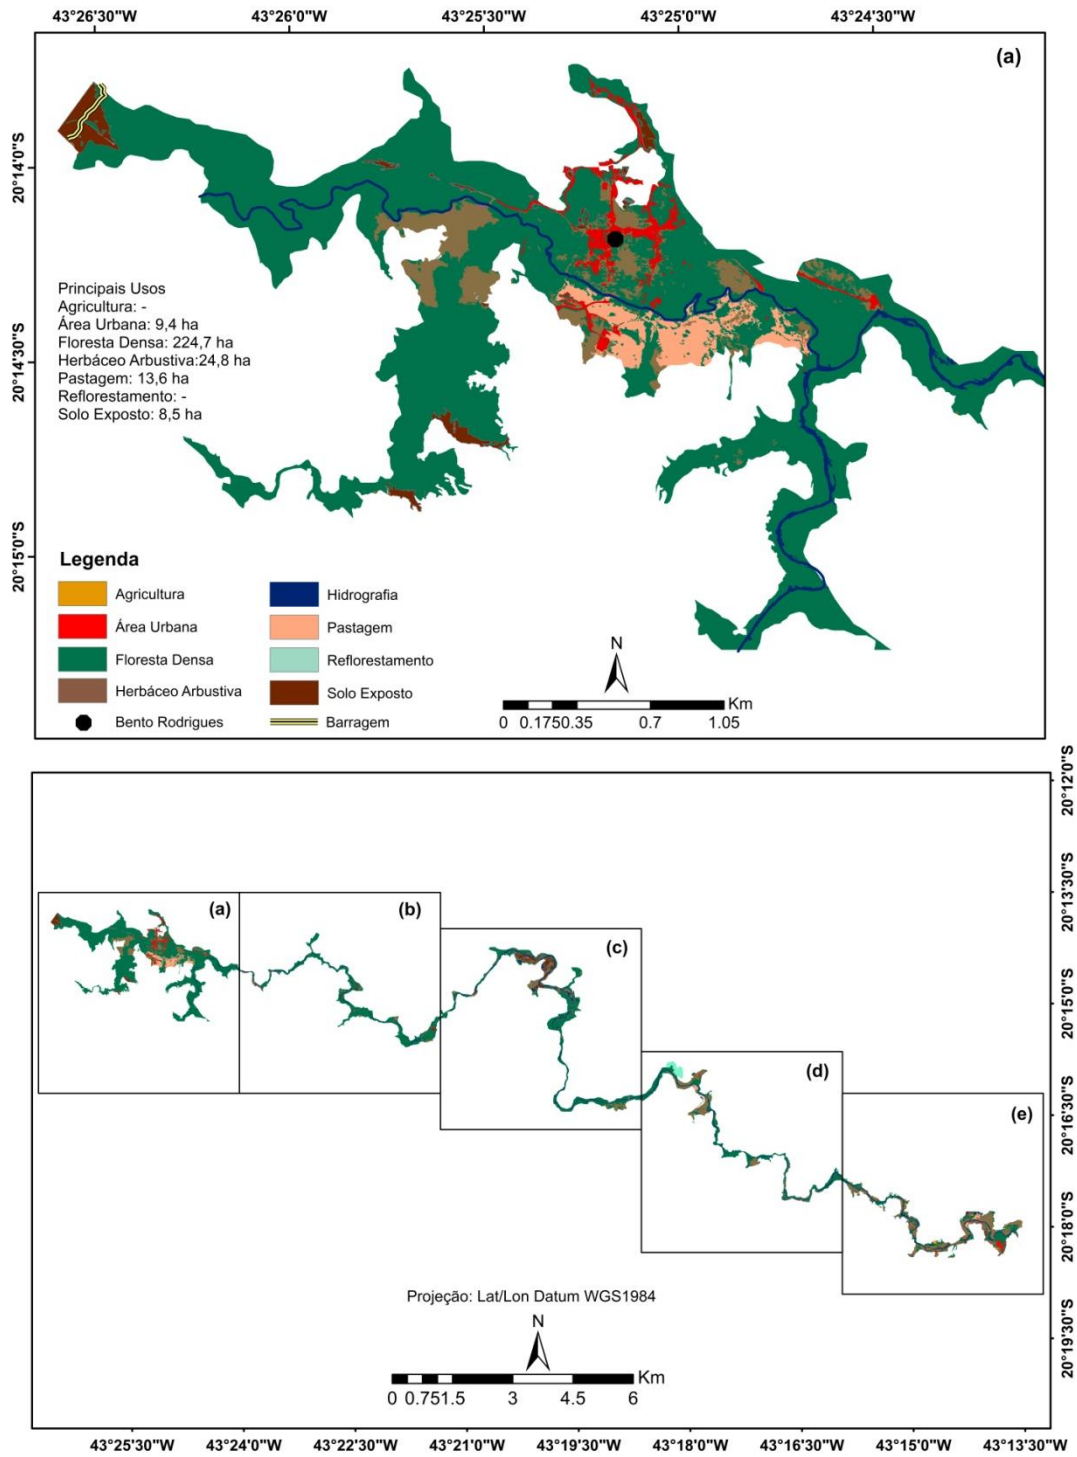 43°26'30"W 43°26'0"W 43°25'30"W 43°25'0"W 43°24'30"W
(a)
20°14'0"S
20°14'30"S
20°15'0"S
Principais Usos
Agricultura: -
Área Urbana: 9,4 ha
Floresta Densa: 224,7 ha
Herbáceo Arbustiva:24,8 ha
Pastagem: 13,6 ha
Reflorestamento: -
Solo Exposto: 8,5 ha
Legenda
Agricultura
Área Urbana
Floresta Densa
Herbáceo Arbustiva
Bento Rodrigues
Hidrografia
Pastagem
Reflorestamento
Solo Exposto
Barragem
N
Km
0 0.1750.35 0.7 1.05
20°12'0"S
20°13'30"S
20°15'0"S
20°16'30"S
20°18'0"S
20°19'30"S
(a)
(b)
(c)
(d)
(e)
Projeção: Lat/Lon Datum WGS1984
N
Km
0 0.751.5 3 4.5 6
43°25'30"W 43°24'0"W 43°22'30"W 43°21'0"W 43°19'30"W 43°18'0"W 43°16'30"W 43°15'0"W 43°13'30"W